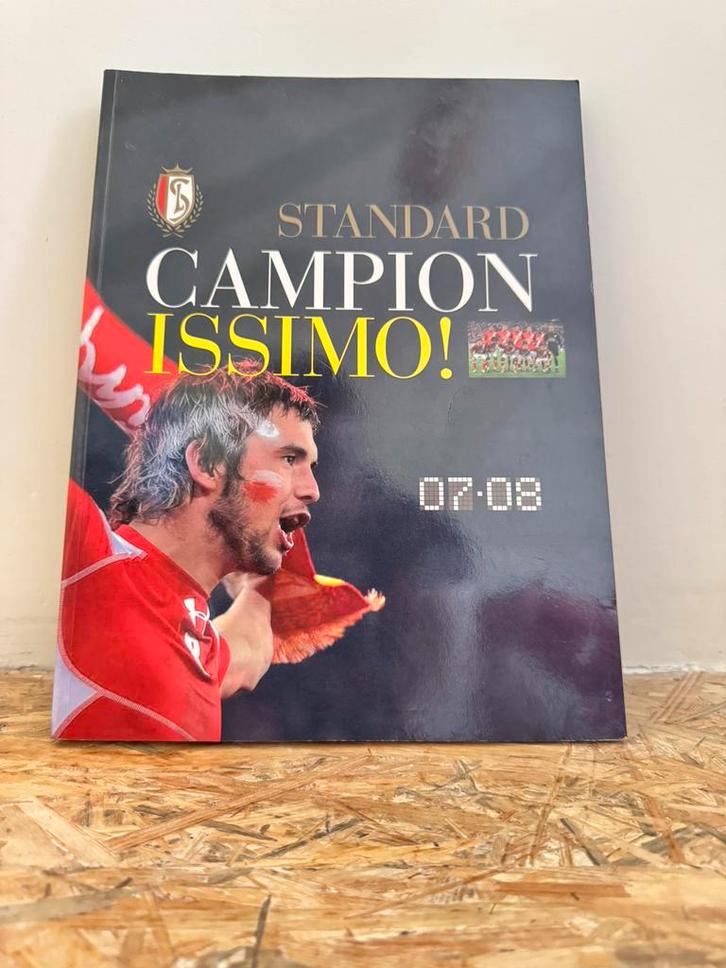 STANDARD
CAMPION
ISSIMO!
07·08